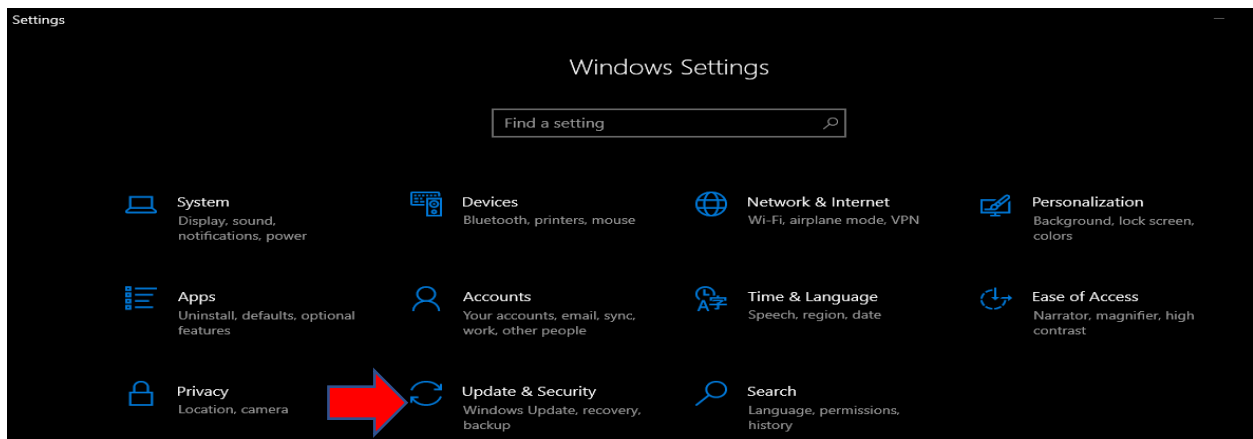 Settings
Windows Settings
Find a setting
System
Display, sound,
notifications, power
Devices
Bluetooth, printers, mouse
Network & Internet
Wi-Fi, airplane mode, VPN
Personalization
Background, lock screen,
colors
Apps
Uninstall, defaults, optional
features
Accounts
Your accounts, email, sync,
work, other people
Time & Language
Speech, region, date
Ease of Access
Narrator, magnifier, high
contrast
Privacy
Location, camera
Update & Security
Windows Update, recovery,
backup
Search
Language, permissions,
history